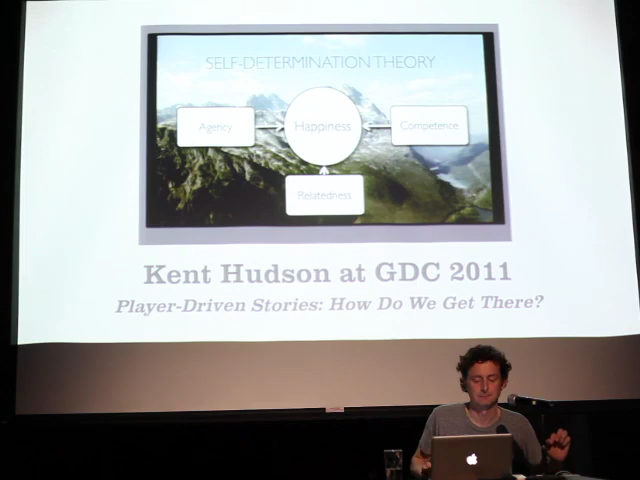 SELF-DETERMINATION THEORY
Agency
Happiness
Competence
Relatedness
Kent Hudson at GDC 2011
Player-Driven Stories: How Do We Get There?